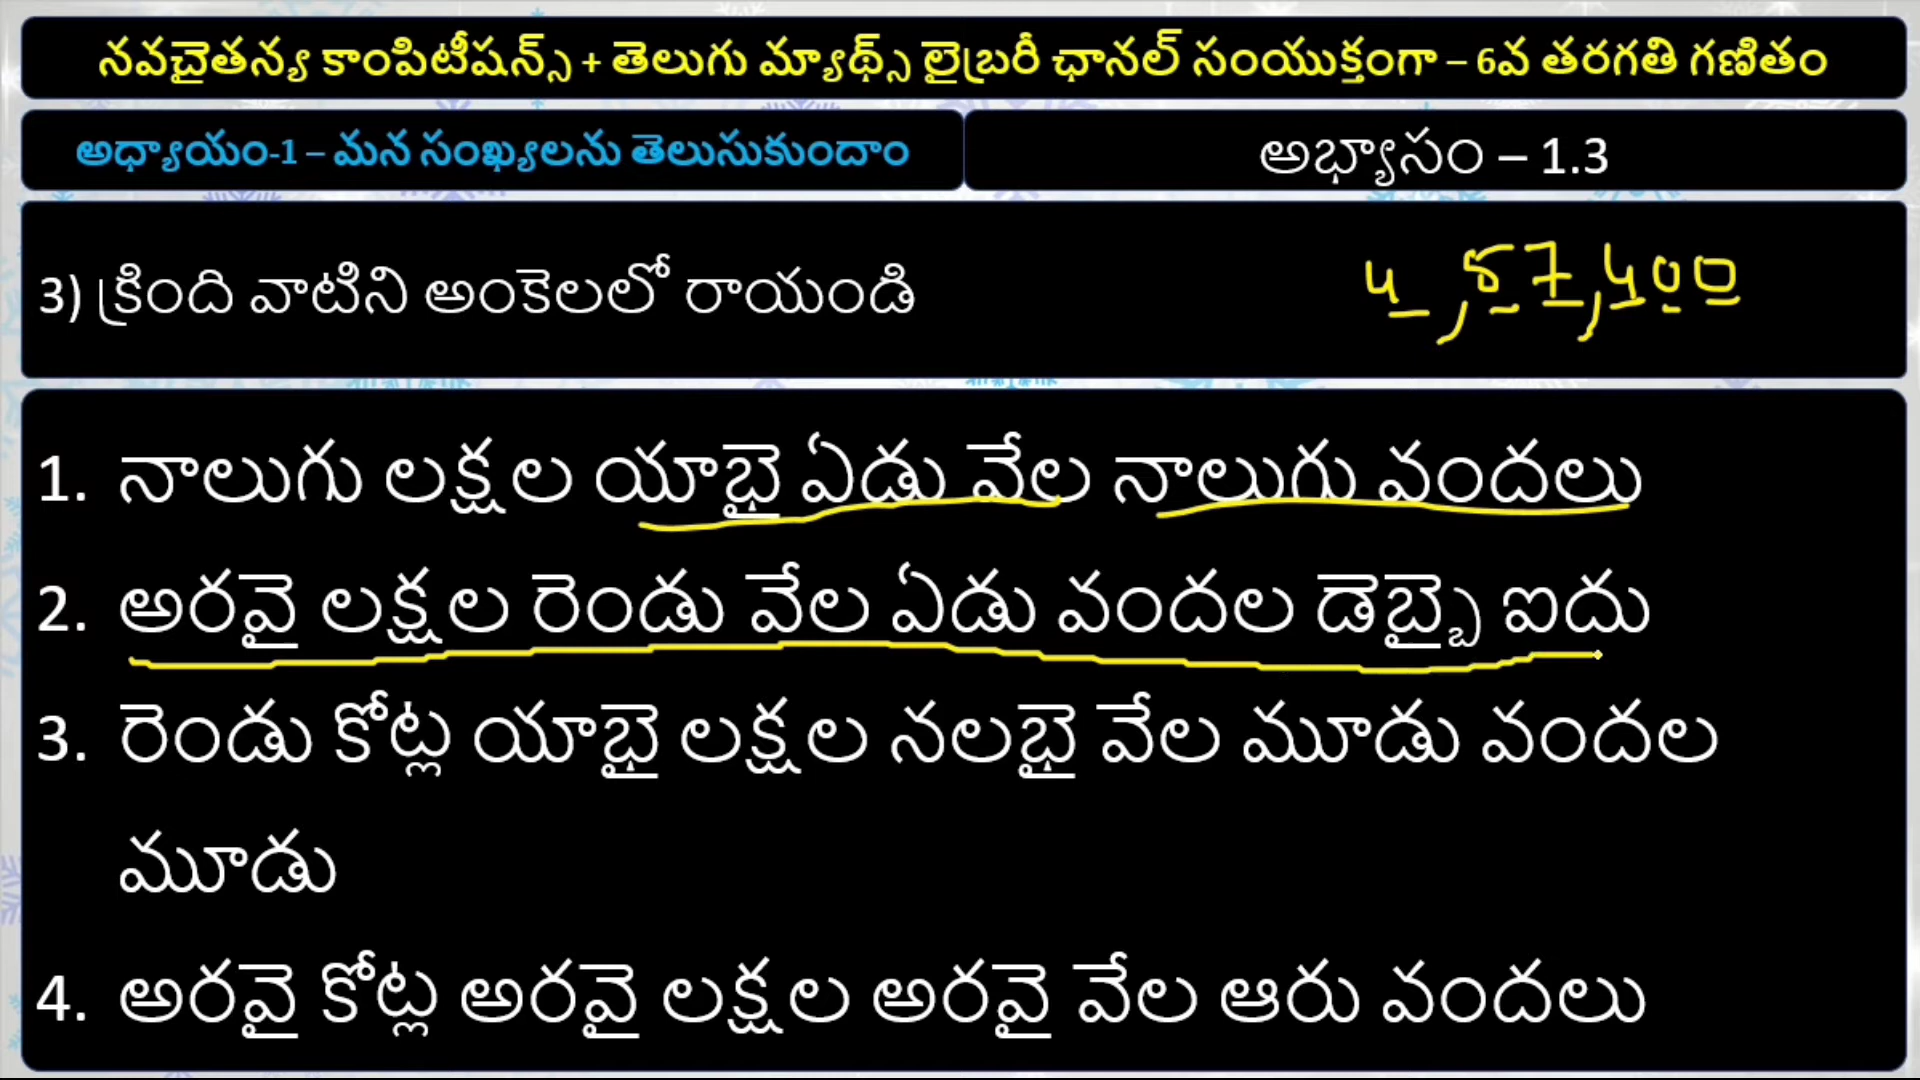 నవచైతన్య కాంపిటీషన్స్ + తెలుగు మ్యాథ్స్ లైబ్రరీ ఛానల్ సంయుక్తంగా – 6వ తరగతి గణితం
అధ్యాయం-1 – మన సంఖ్యలను తెలుసుకుందాం
అభ్యాసం – 1.3
3) క్రింది వాటిని అంకెలలో రాయండి
4,57,400
1. నాలుగు లక్షల యాభై ఏడు వేల నాలుగు వందలు
2. అరవై లక్షల రెండు వేల ఏడు వందల డెబ్బై ఐదు
3. రెండు కోట్ల యాభై లక్షల నలభై వేల మూడు వందల
మూడు
4. అరవై కోట్ల అరవై లక్షల అరవై వేల ఆరు వందలు